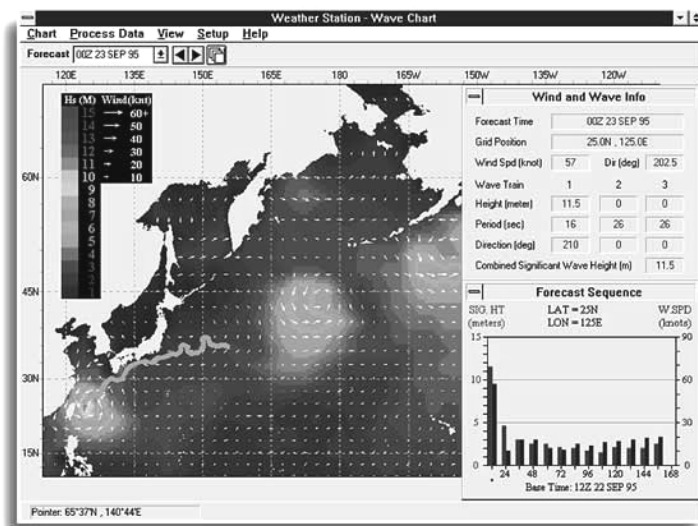 Weather Station - Wave Chart
Chart Process Data View Setup Help
Forecast 00Z 23 SEP 95
120E 135E 150E 165E 180 165W 150W 135W 120W
Hs (M) Wind(knt)
15 60+
14 50
13 40
12 30
11 20
10 10
9
8
7
6
5
4
3
2
1
60N
45N
30N
15N
Wind and Wave Info
Forecast Time 00Z 23 SEP 95
Grid Position 25.0N , 125.0E
Wind Spd (knot) 57 Dir (deg) 202.5
Wave Train 1 2 3
Height (meter) 11.5 0 0
Period (sec) 16 26 26
Direction (deg) 210 0 0
Combined Significant Wave Height (m) 11.5
Forecast Sequence
SIG. HT LAT = 25N W.SPD
(meters) LON = 125E (knots)
15 90
10 60
5 30
0 0
24 48 72 96 120 144 168
Base Time: 12Z 22 SEP 95
Pointer: 65°37'N , 140°44'E